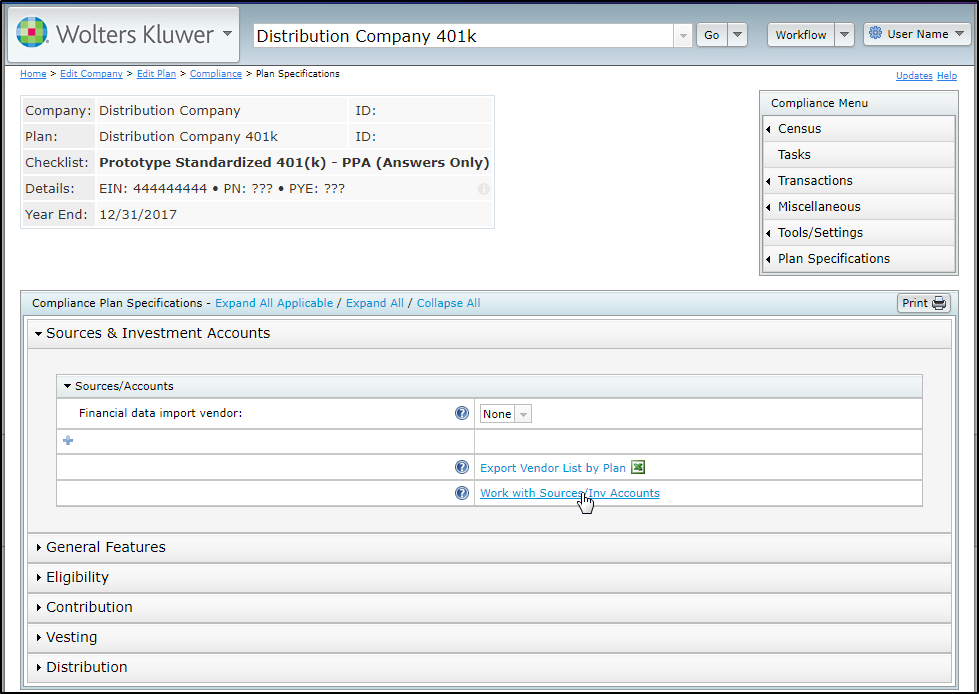 Wolters Kluwer Distribution Company 401k Go Workflow User Name
Home > Edit Company > Edit Plan > Compliance > Plan Specifications Updates Help
Company: Distribution Company ID:
Plan: Distribution Company 401k ID:
Checklist: Prototype Standardized 401(k) - PPA (Answers Only)
Details: EIN: 444444444 • PN: ??? • PYE: ???
Year End: 12/31/2017
Compliance Menu
Census
Tasks
Transactions
Miscellaneous
Tools/Settings
Plan Specifications
Compliance Plan Specifications - Expand All Applicable / Expand All / Collapse All Print
Sources & Investment Accounts
Sources/Accounts
Financial data import vendor: None
Export Vendor List by Plan
Work with Sources/Inv Accounts
General Features
Eligibility
Contribution
Vesting
Distribution